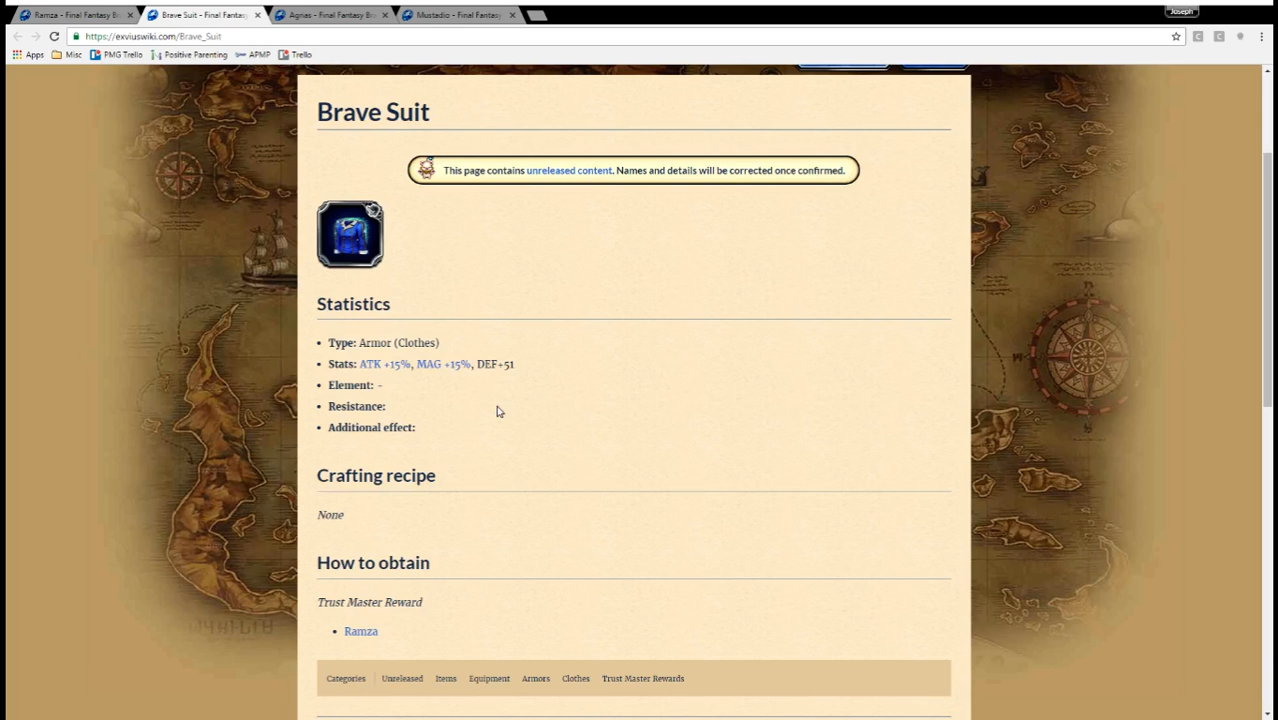 Joseph
Ramza - Final Fantasy Br
Brave Suit - Final Fantasy
Agrias - Final Fantasy Br
Mustadio - Final Fantasy
https://exviuswiki.com/Brave_Suit
Apps Misc PMG Trello Positive Parenting APMP Trello
Brave Suit
This page contains unreleased content. Names and details will be corrected once confirmed.
Statistics
• Type: Armor (Clothes)
• Stats: ATK +15%, MAG +15%, DEF+51
• Element: -
• Resistance:
• Additional effect:
Crafting recipe
None
How to obtain
Trust Master Reward
• Ramza
Categories Unreleased Items Equipment Armors Clothes Trust Master Rewards